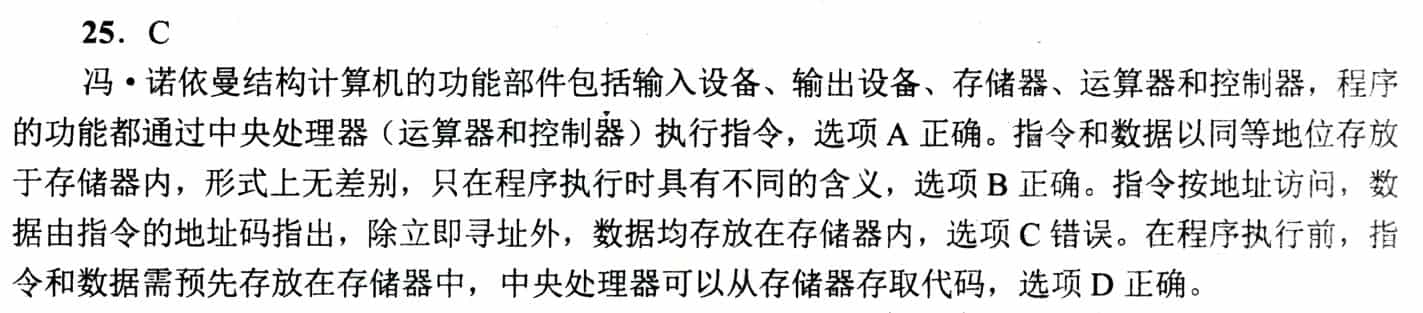 25. C
冯·诺依曼结构计算机的功能部件包括输入设备、输出设备、存储器、运算器和控制器，程序
的功能都通过中央处理器（运算器和控制器）执行指令，选项 A 正确。指令和数据以同等地位存放
于存储器内，形式上无差别，只在程序执行时具有不同的含义，选项 B 正确。指令按地址访问，数
据由指令的地址码指出，除立即寻址外，数据均存放在存储器内，选项 C 错误。在程序执行前，指
令和数据需预先存放在存储器中，中央处理器可以从存储器存取代码，选项 D 正确。